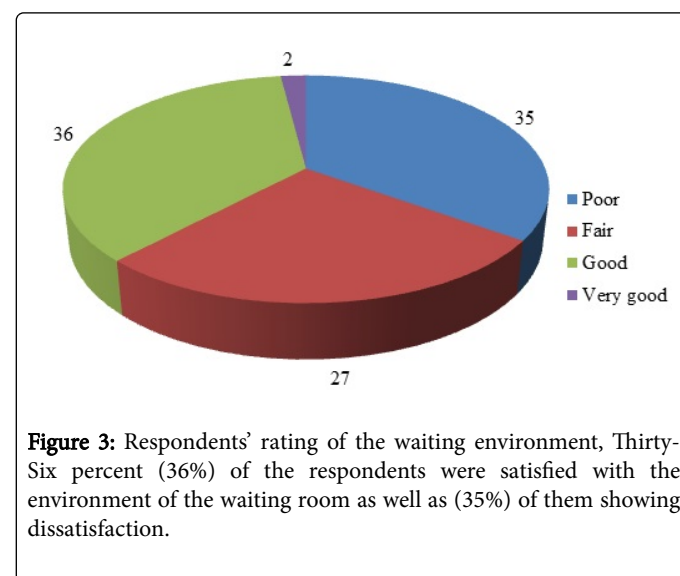 2
36
35
Poor
Fair
Good
Very good
27
Figure 3: Respondents’ rating of the waiting environment, Thirty-
Six percent (36%) of the respondents were satisfied with the
environment of the waiting room as well as (35%) of them showing
dissatisfaction.